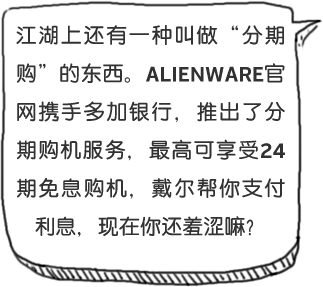 江湖上还有一种叫做“分期
购”的东西。ALIENWARE官
网携手多加银行，推出了分
期购机服务，最高可享受24
期免息购机，戴尔帮你支付
利息，现在你还羞涩嘛？